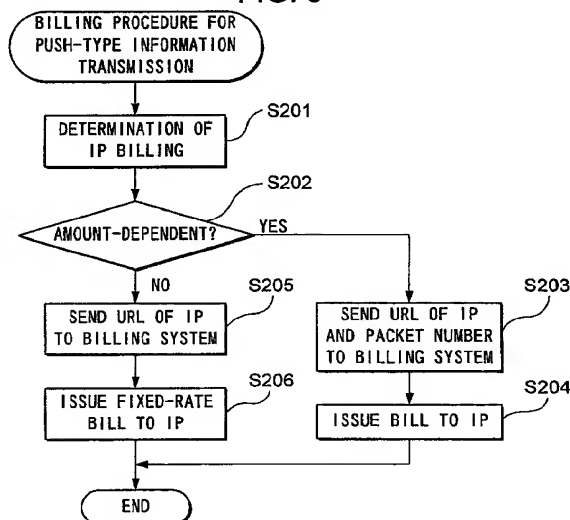 BILLING PROCEDURE FOR
PUSH-TYPE INFORMATION
TRANSMISSION
S201
DETERMINATION OF
IP BILLING
S202
AMOUNT-DEPENDENT?
YES
NO
S205
SEND URL OF IP
TO BILLING SYSTEM
S203
SEND URL OF IP
AND PACKET NUMBER
TO BILLING SYSTEM
S206
ISSUE FIXED-RATE
BILL TO IP
S204
ISSUE BILL TO IP
END